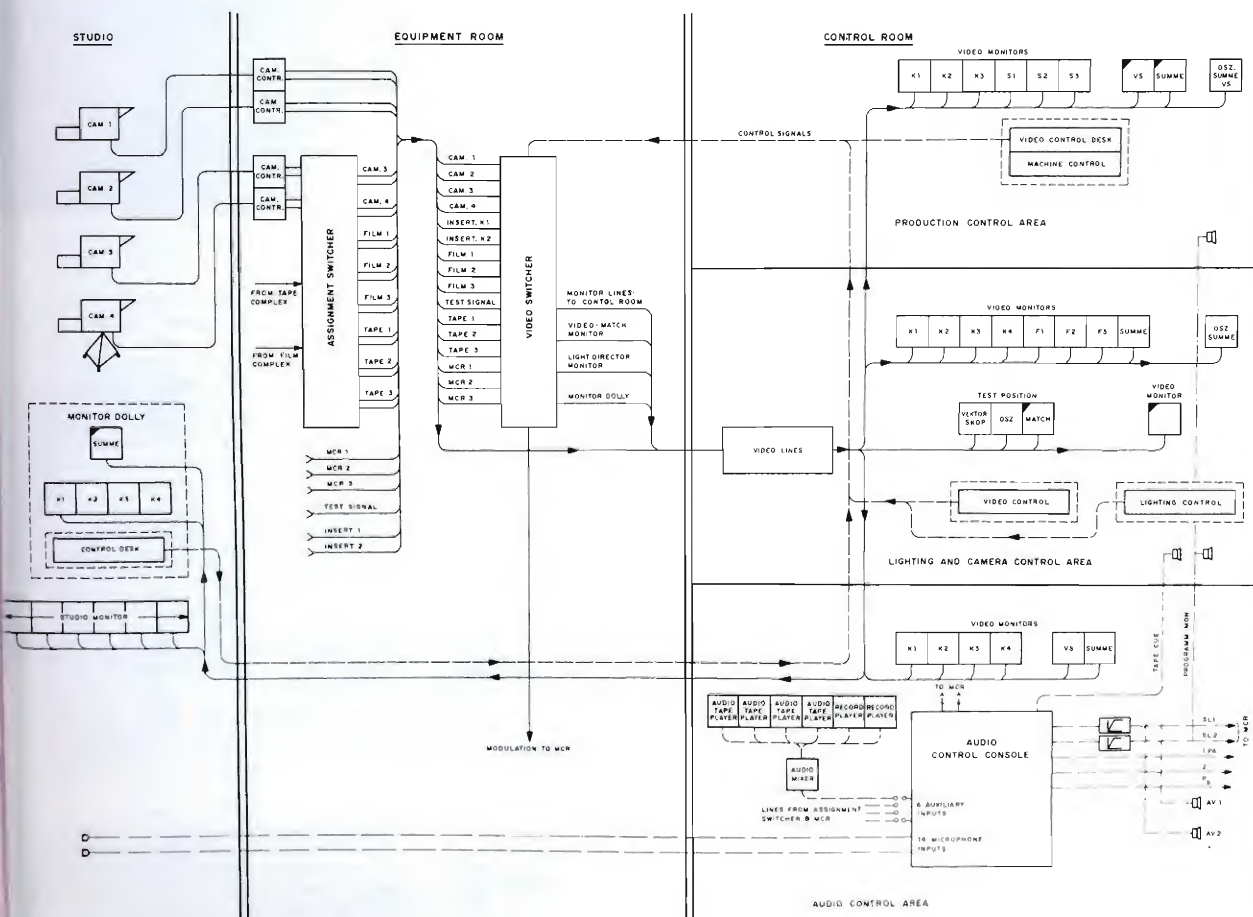 STUDIO
EQUIPMENT ROOM
CONTROL ROOM
CAM 1
CAM 2
CAM 3
CAM 4
MONITOR DOLLY
SUMME
K1 K2 K3 K4
CONTROL DESK
STUDIO MONITOR
CAM. CONTR.
CAM CONTR.
CAM. CONTR.
CAM. CONTR.
FROM TAPE COMPLEX
FROM FILM COMPLEX
ASSIGNMENT SWITCHER
CAM. 3
CAM. 4
FILM 1
FILM 2
FILM 3
TAPE 1
TAPE 2
TAPE 3
MCR 1
MCR 2
MCR 3
TEST SIGNAL
INSERT 1
INSERT 2
CAM. 1
CAM 2
CAM 3
CAM. 4
INSERT. K1
INSERT. K2
FILM 1
FILM 2
FILM 3
TEST SIGNAL
TAPE 1
TAPE 2
TAPE 3
MCR 1
MCR 2
MCR 3
VIDEO SWITCHER
MONITOR LINES-
TO CONTOL ROOM
VIDEO-MATCH
MONITOR
LIGHT DIRECTOR
MONITOR
MONITOR DOLLY
MODULATION TO MCR
CONTROL SIGNALS
VIDEO MONITORS
K1 K2 K3 S1 S2 S3
VS SUMME
OSZ.
SUMME
VS
VIDEO CONTROL DESK
MACHINE CONTROL
PRODUCTION CONTROL AREA
VIDEO MONITORS
K1 K2 K3 K4 F1 F2 F3 SUMME
OSZ
SUMME
TEST POSITION
VEKTOR
SKOP
OSZ
MATCH
VIDEO
MONITOR
VIDEO LINES
VIDEO CONTROL
LIGHTING CONTROL
LIGHTING AND CAMERA CONTROL AREA
TAPE CUE
PROGRAMM MON
VIDEO MONITORS
K1 K2 K3 K4
VS SUMME
TO MCR
AUDIO TAPE PLAYER
AUDIO TAPE PLAYER
AUDIO TAPE PLAYER
AUDIO TAPE PLAYER
RECORD PLAYER
RECORD PLAYER
AUDIO
MIXER
AUDIO
CONTROL CONSOLE
LINES FROM ASSIGNMENT
SWITCHER & MCR
6 AUXILIARY
INPUTS
MICROPHONE
INPUTS
SL1
SL2
TO MCR
AV 1
AV 2
AUDIO CONTROL AREA